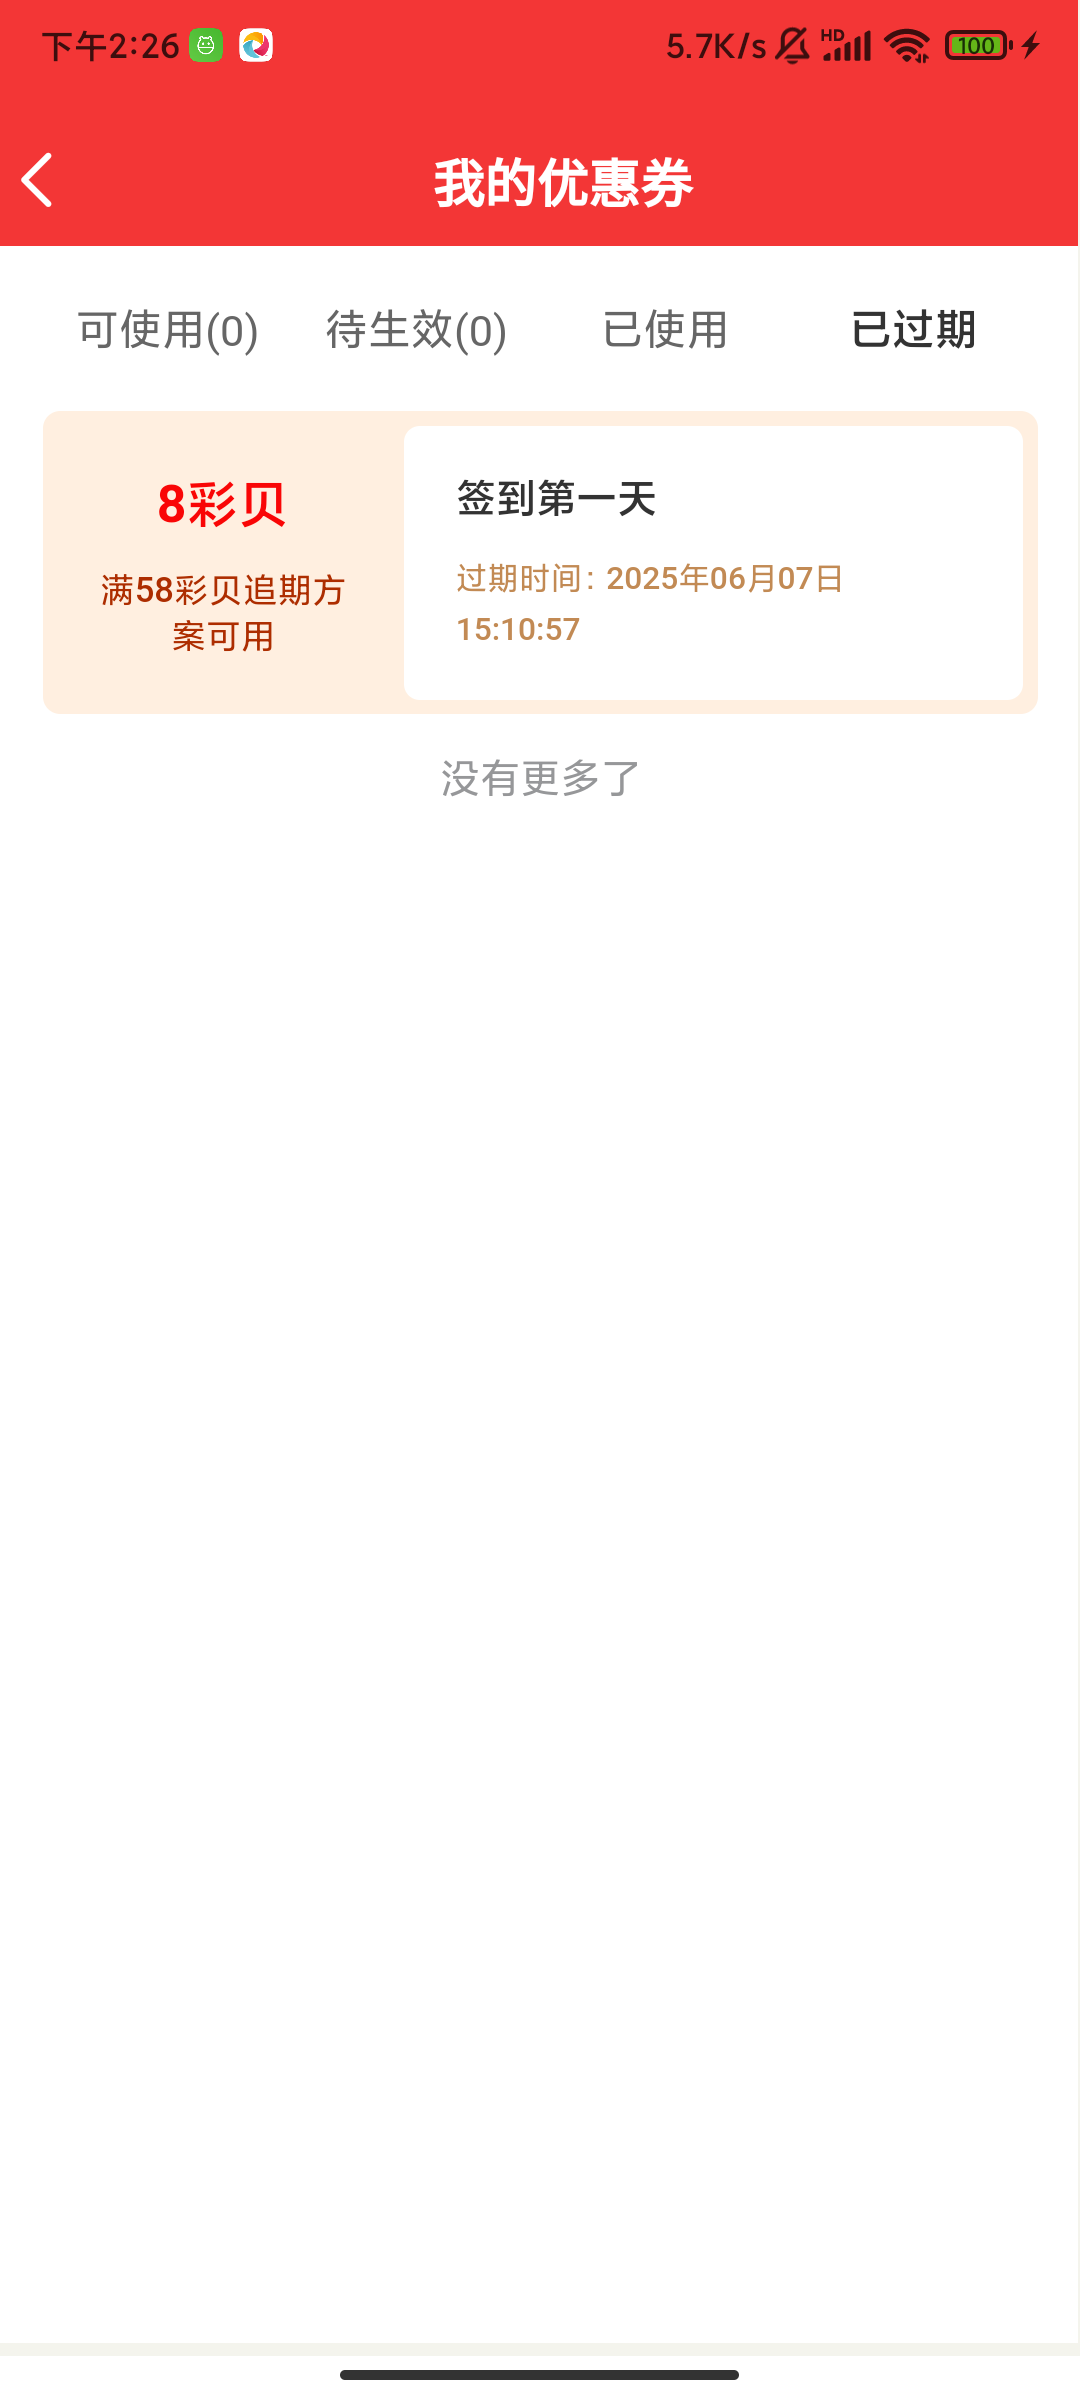 下午2:26 5.7K/s HD 100
我的优惠券
可使用(0) 待生效(0) 已使用 已过期
8彩贝
满58彩贝追期方
案可用
签到第一天
过期时间：2025年06月07日
15:10:57
没有更多了